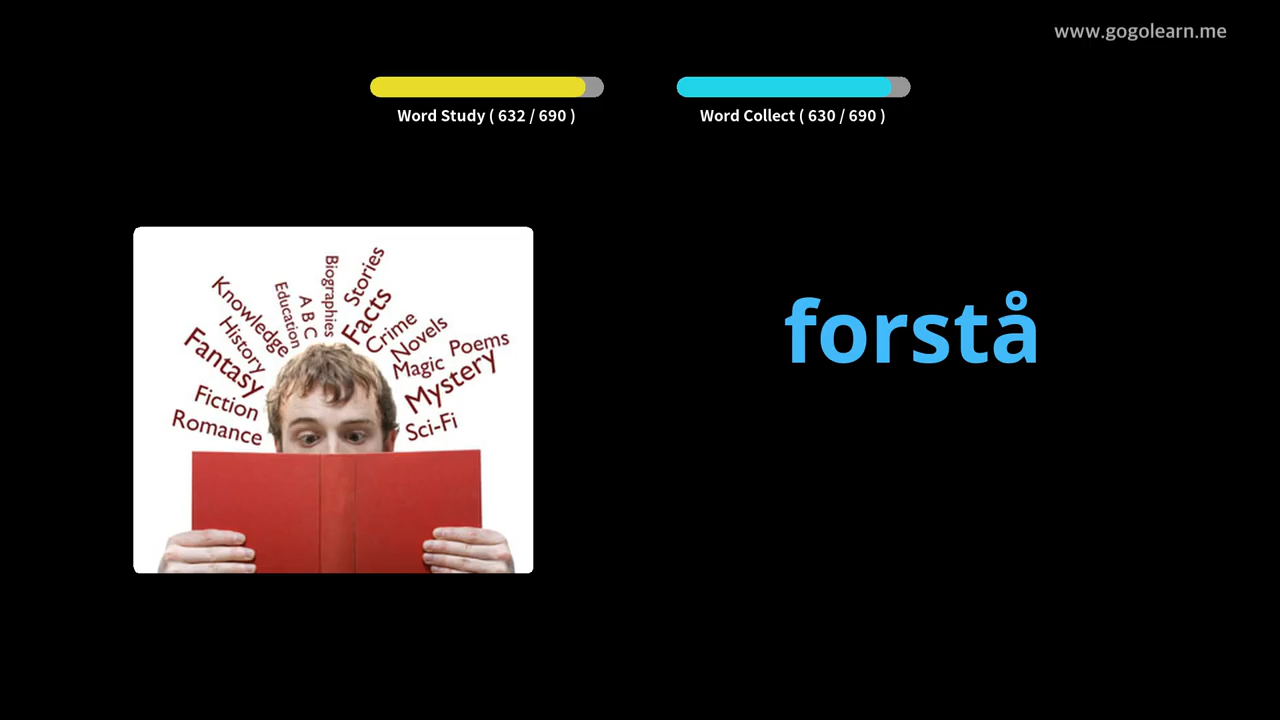 www.gogolearn.me
Word Study ( 632 / 690 )
Word Collect ( 630 / 690 )
Romance
Fiction
Fantasy
History
Knowledge
Education
A B C
Biographies
Stories
Facts
Crime
Novels
Magic
Poems
Mystery
Sci-Fi
forstå